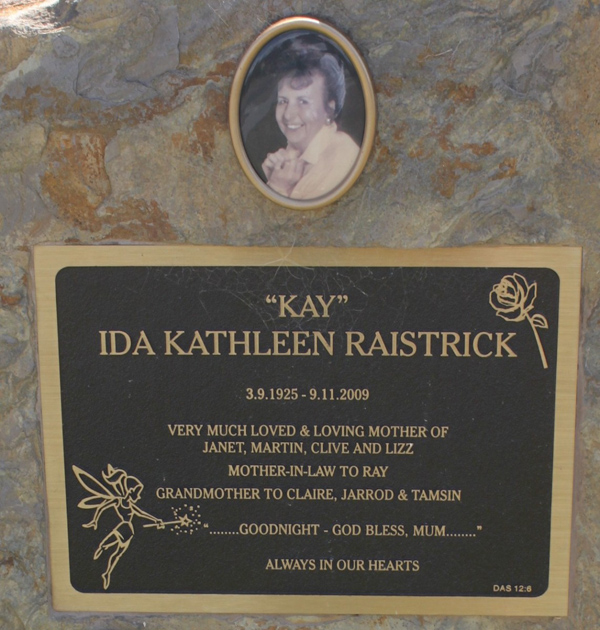 “KAY”
IDA KATHLEEN RAISTRICK
3.9.1925 - 9.11.2009
VERY MUCH LOVED & LOVING MOTHER OF
JANET, MARTIN, CLIVE AND LIZZ
MOTHER-IN-LAW TO RAY
GRANDMOTHER TO CLAIRE, JARROD & TAMSIN
“........GOODNIGHT - GOD BLESS, MUM........”
ALWAYS IN OUR HEARTS
DAS 12:6